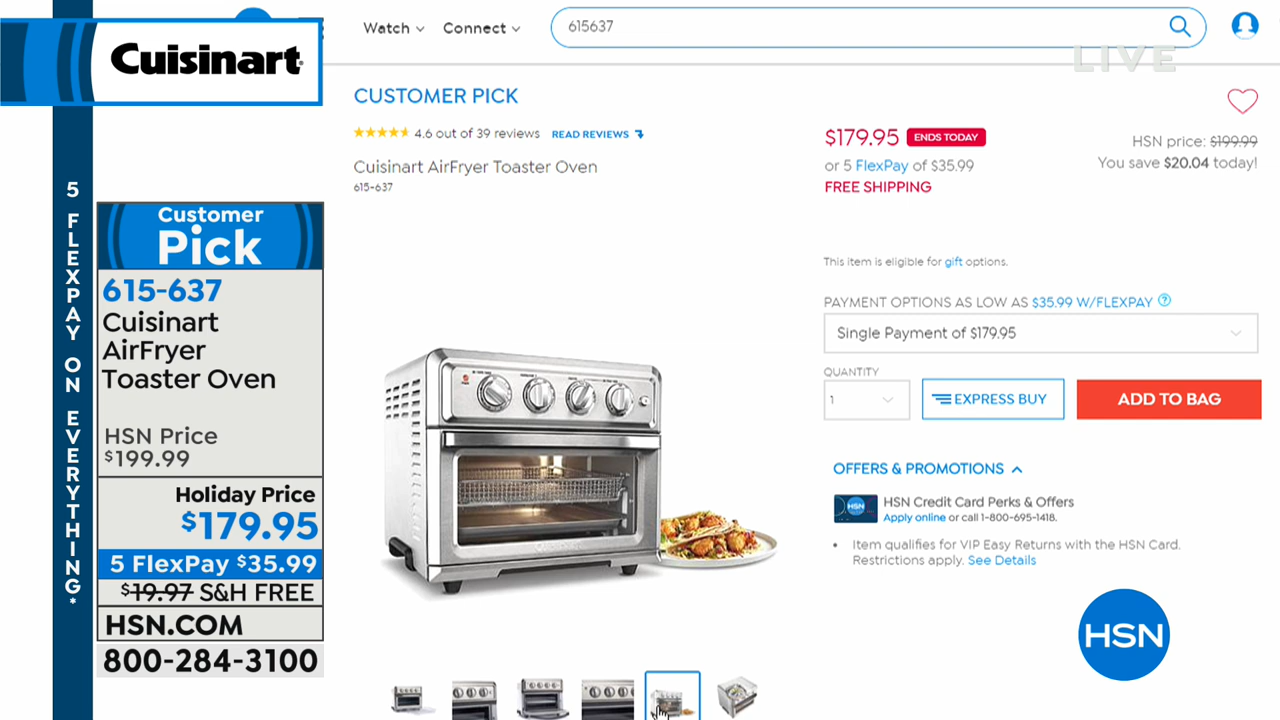 Cuisinart
5 FLEXPAY ON EVERYTHING*
Customer
Pick
615-637
Cuisinart
AirFryer
Toaster Oven
HSN Price
$199.99
Holiday Price
$179.95
5 FlexPay $35.99
$19.97 S&H FREE
HSN.COM
800-284-3100
Watch
Connect
615637
LIVE
CUSTOMER PICK
4.6 out of 39 reviews READ REVIEWS
Cuisinart AirFryer Toaster Oven
615-637
$179.95 ENDS TODAY
or 5 FlexPay of $35.99
FREE SHIPPING
HSN price: $199.99
You save $20.04 today!
This item is eligible for gift options.
PAYMENT OPTIONS AS LOW AS $35.99 W/FLEXPAY ?
Single Payment of $179.95
QUANTITY
1
EXPRESS BUY
ADD TO BAG
OFFERS & PROMOTIONS
HSN
HSN Credit Card Perks & Offers
Apply online or call 1-800-695-1418.
• Item qualifies for VIP Easy Returns with the HSN Card.
Restrictions apply. See Details
HSN